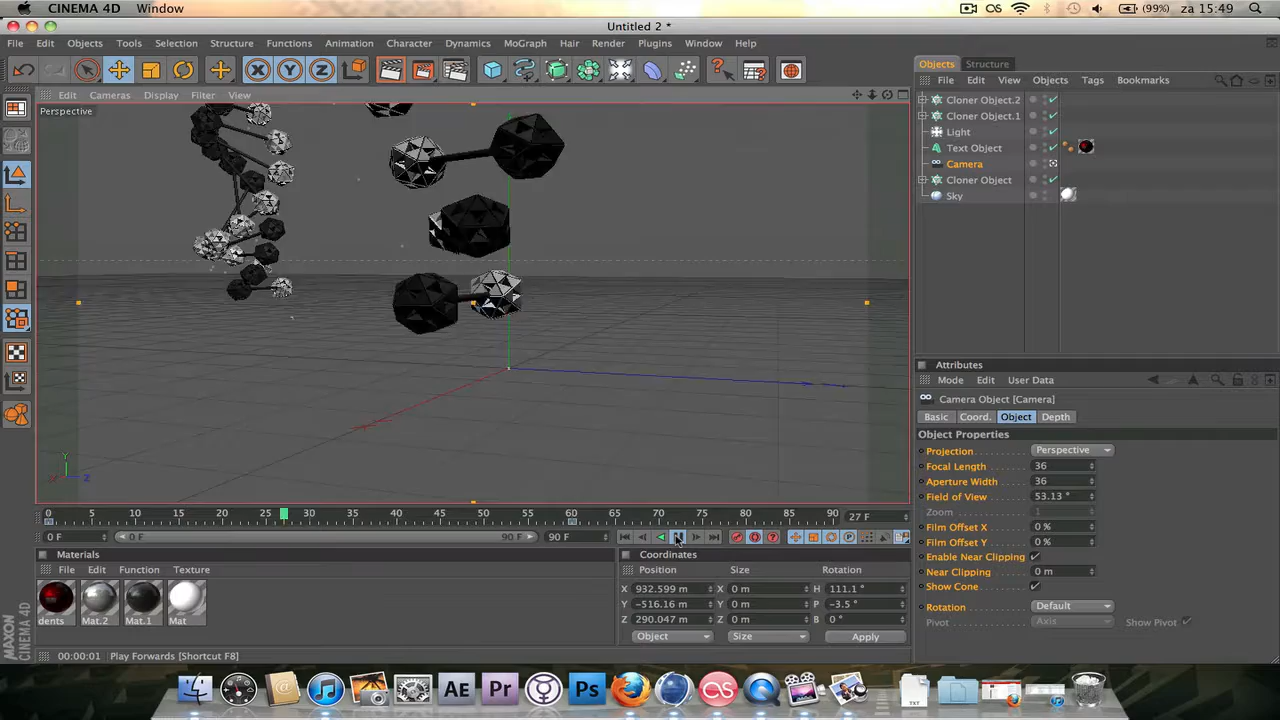 CINEMA 4D Window
(99%) za 15:49
Untitled 2 *
File Edit Objects Tools Selection Structure Functions Animation Character Dynamics MoGraph Hair Render Plugins Window Help
X Y Z
Edit Cameras Display Filter View
Perspective
Objects Structure
File Edit View Objects Tags Bookmarks
Cloner Object.2
Cloner Object.1
Light
Text Object
Camera
Cloner Object
Sky
Attributes
Mode Edit User Data
Camera Object [Camera]
Basic Coord. Object Depth
Object Properties
Projection Perspective
Focal Length 36
Aperture Width 36
Field of View 53.13 °
Zoom 1
Film Offset X 0 %
Film Offset Y 0 %
Enable Near Clipping
Near Clipping 0 m
Show Cone
Rotation Default
Pivot Axis Show Pivot
Y
X Z
0 5 10 15 20 25 30 35 40 45 50 55 60 65 70 75 80 85 90 27 F
0 F 0 F 90 F 90 F
Materials
File Edit Function Texture
dents Mat.2 Mat.1 Mat
Coordinates
Position Size Rotation
X 932.599 m X 0 m H 111.1 °
Y -516.16 m Y 0 m P -3.5 °
Z 290.047 m Z 0 m B 0 °
Object Size Apply
MAXON CINEMA 4D
00:00:01 Play Forwards [Shortcut F8]
AE Pr Ps TXT